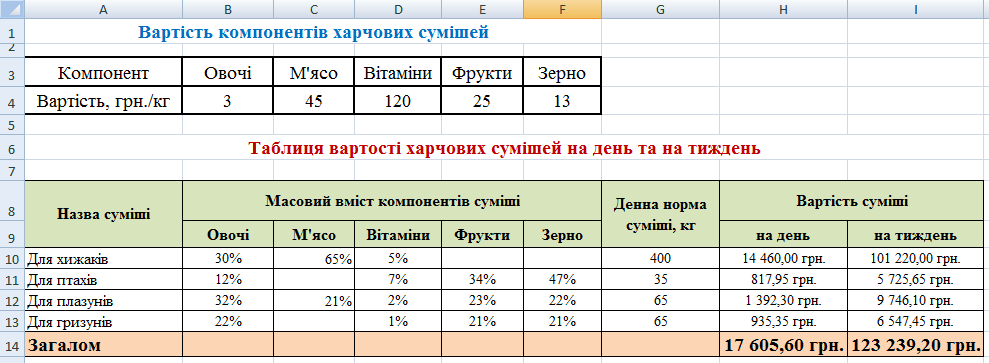 A B C D E F G H I
1 Вартість компонентів харчових сумішей
2
3 Компонент Овочі М'ясо Вітаміни Фрукти Зерно
4 Вартість, грн./кг 3 45 120 25 13
5
6 Таблиця вартості харчових сумішей на день та на тиждень
7
8 Назва суміші Масовий вміст компонентів суміші Денна норма суміші, кг Вартість суміші
9 Овочі М'ясо Вітаміни Фрукти Зерно на день на тиждень
10 Для хижаків 30% 65% 5% 400 14 460,00 грн. 101 220,00 грн.
11 Для птахів 12% 7% 34% 47% 35 817,95 грн. 5 725,65 грн.
12 Для плазунів 32% 21% 2% 23% 22% 65 1 392,30 грн. 9 746,10 грн.
13 Для гризунів 22% 1% 21% 21% 65 935,35 грн. 6 547,45 грн.
14 Загалом 17 605,60 грн. 123 239,20 грн.